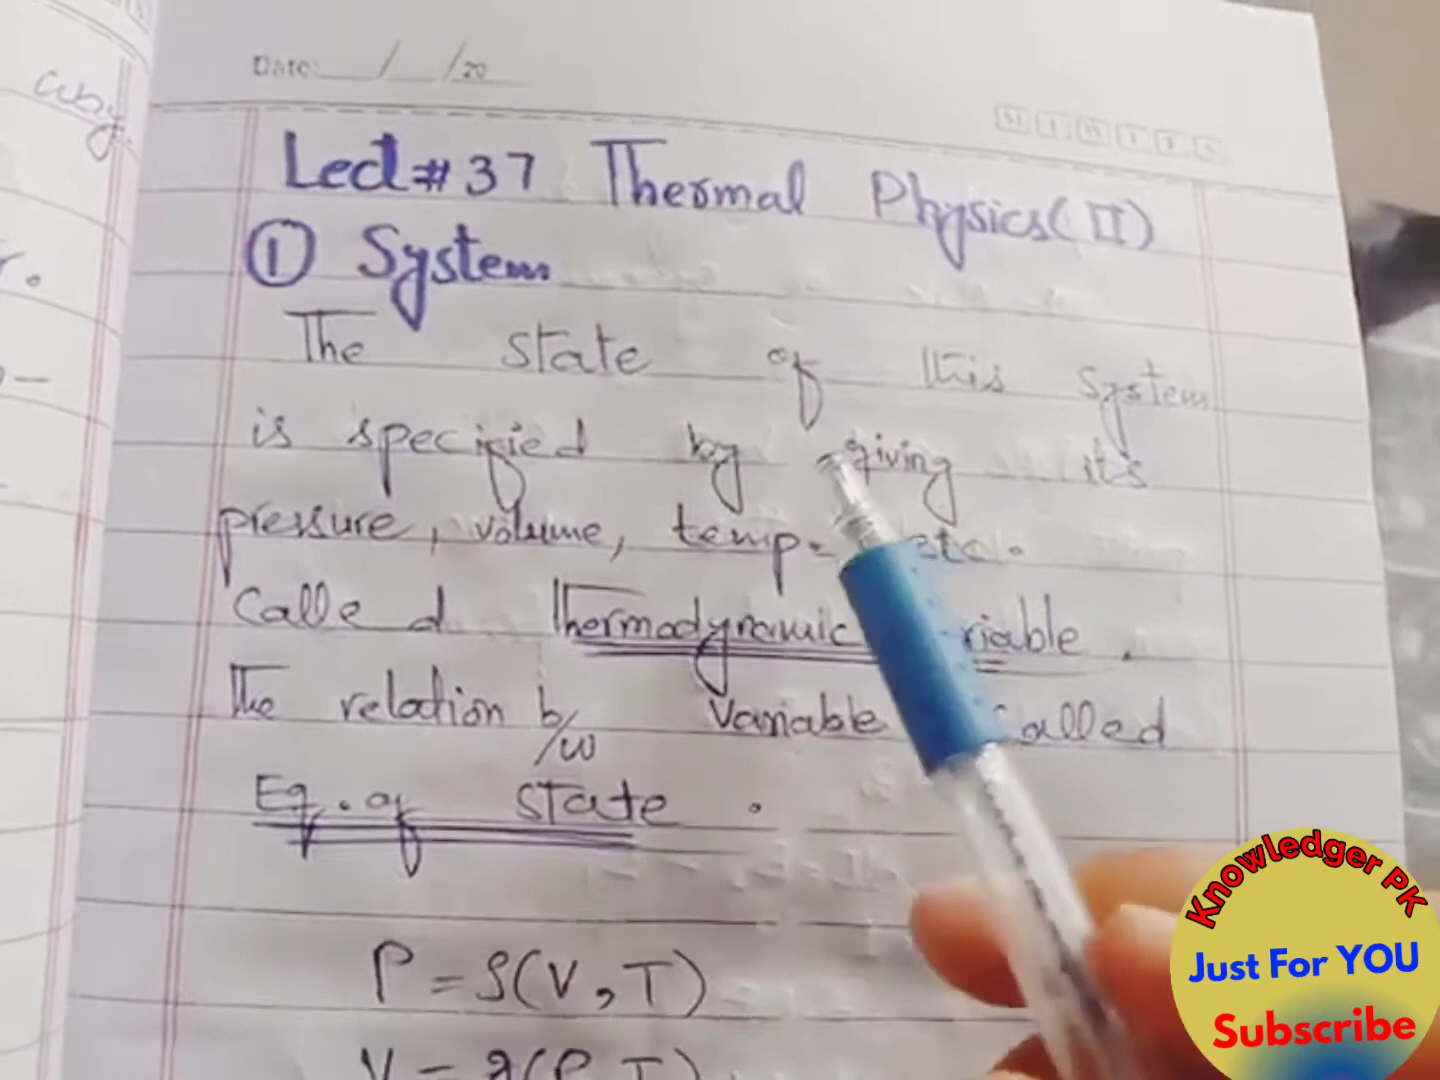 why.
Date: / /20
Lect # 37 Thermal Physics (II)
① System
The state of this system
is specified by giving it's
pressure, volume, temp. etc.
Called thermodynamic riable.
The relation b/w variable Called
Eq. of state.
P = f(V, T)
V = g(P, T)
Knowledger PK
Just For YOU
Subscribe